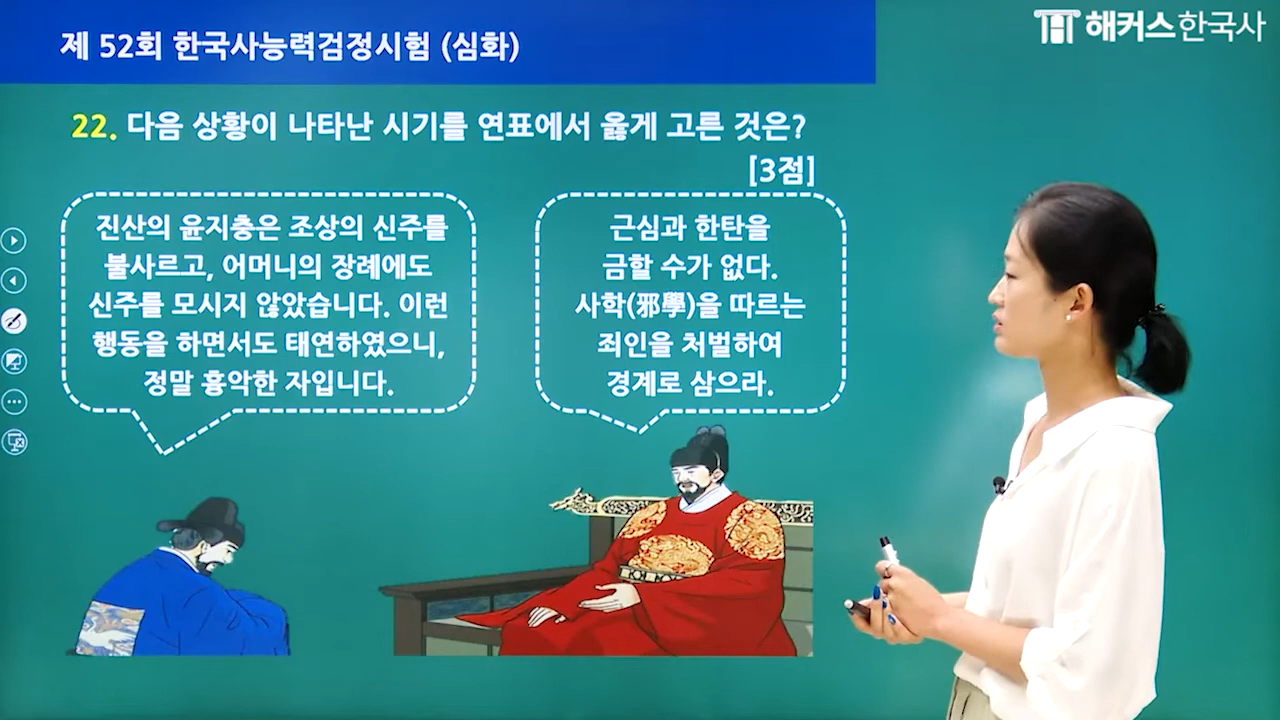 제 52회 한국사능력검정시험 (심화)
해커스한국사
22. 다음 상황이 나타난 시기를 연표에서 옳게 고른 것은?
[3점]
진산의 윤지충은 조상의 신주를
불사르고, 어머니의 장례에도
신주를 모시지 않았습니다. 이런
행동을 하면서도 태연하였으니,
정말 흉악한 자입니다.
근심과 한탄을
금할 수가 없다.
사학(邪學)을 따르는
죄인을 처벌하여
경계로 삼으라.